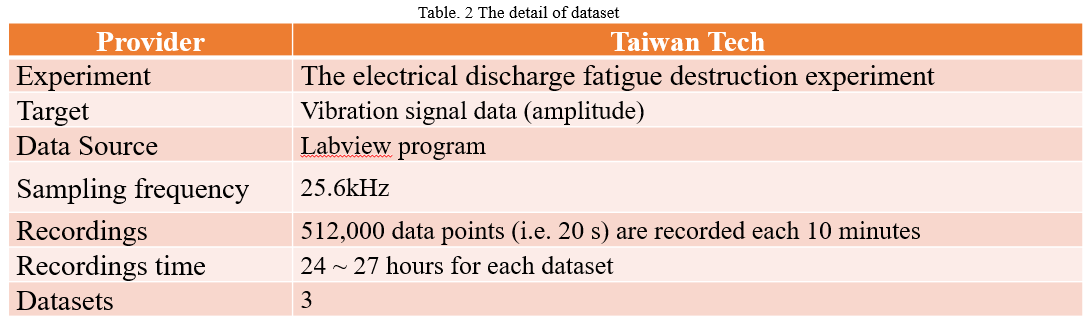 Table. 2 The detail of dataset
Provider Taiwan Tech
Experiment The electrical discharge fatigue destruction experiment
Target Vibration signal data (amplitude)
Data Source Labview program
Sampling frequency 25.6kHz
Recordings 512,000 data points (i.e. 20 s) are recorded each 10 minutes
Recordings time 24 ~ 27 hours for each dataset
Datasets 3